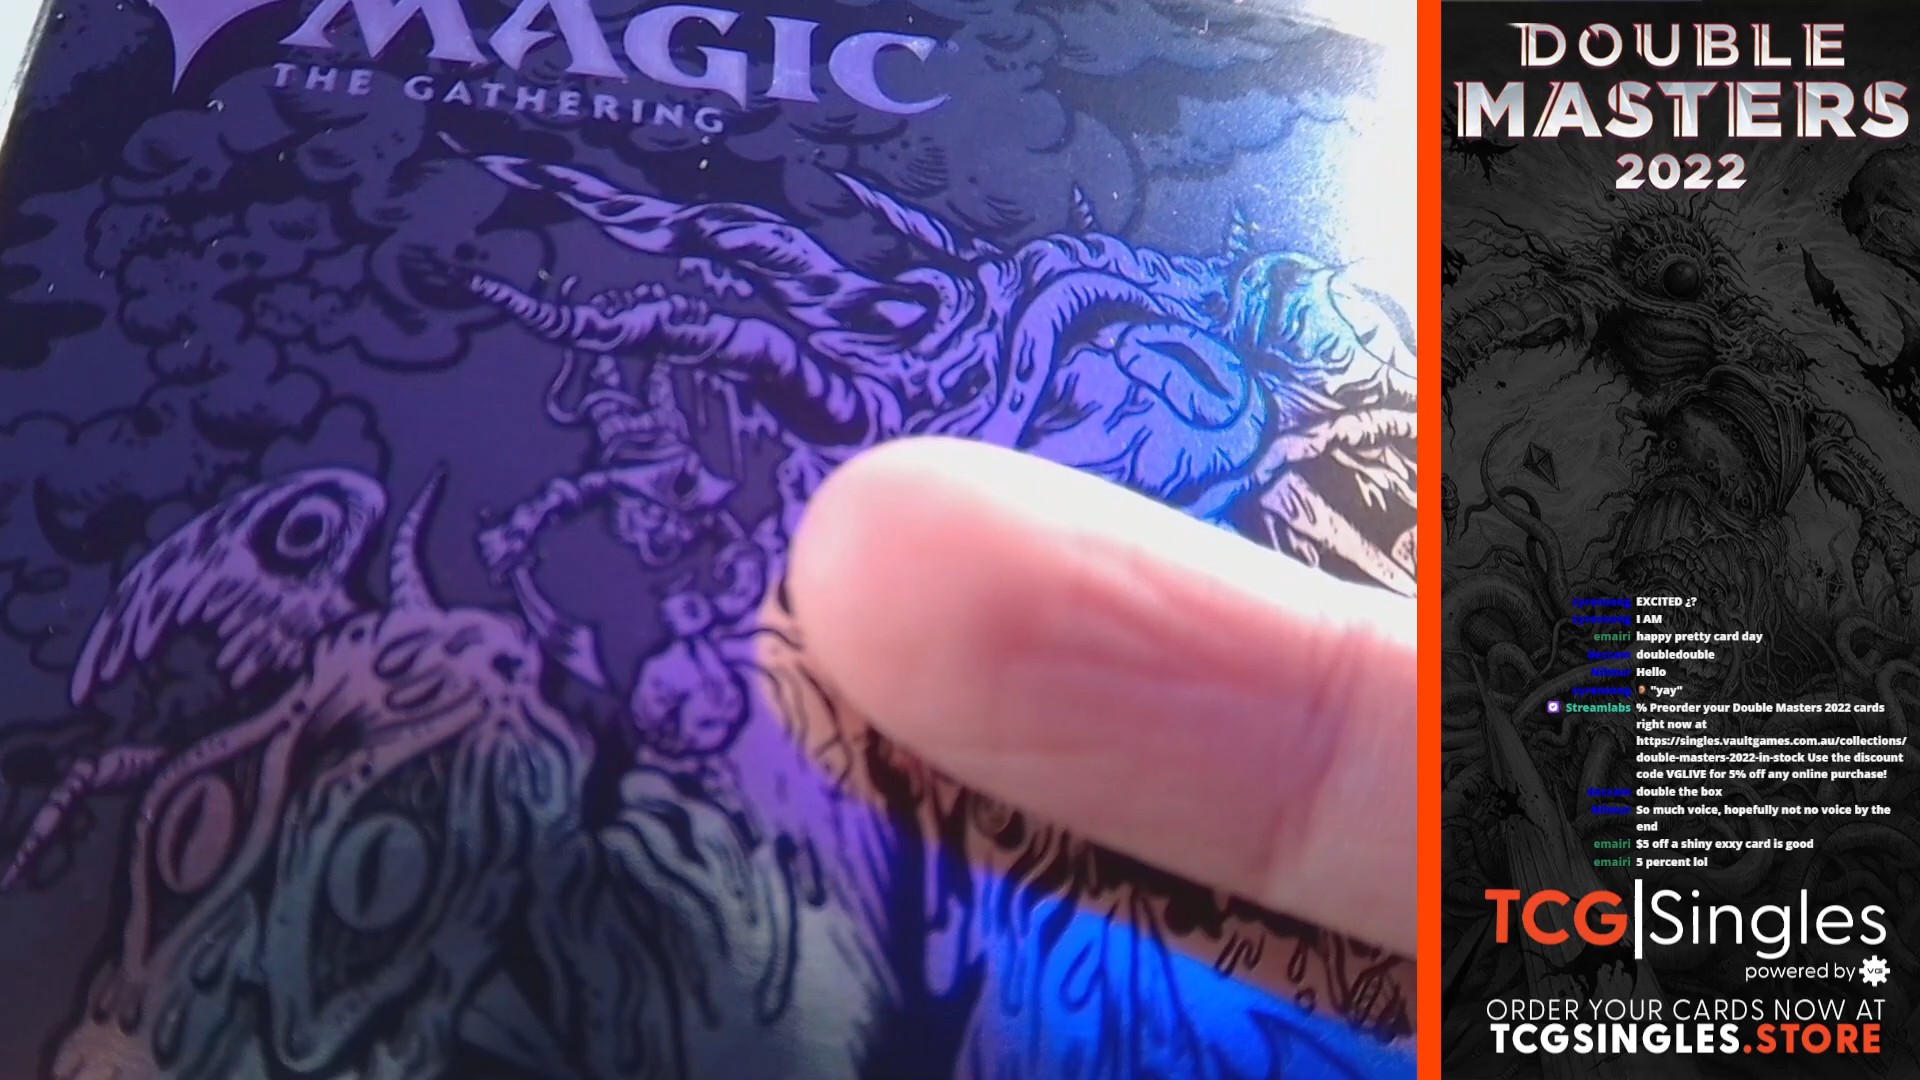 MAGIC
THE GATHERING
DOUBLE
MASTERS
2022
EXCITED ¿?
I AM
emairi happy pretty card day
doubledouble
Hello
"yay"
Streamlabs % Preorder your Double Masters 2022 cards
right now at
https://singles.vaultgames.com.au/collections/
double-masters-2022-in-stock Use the discount
code VGLIVE for 5% off any online purchase!
double the box
So much voice, hopefully not no voice by the
end
emairi $5 off a shiny exxy card is good
emairi 5 percent lol
TCG|Singles
powered by VG
ORDER YOUR CARDS NOW AT
TCGSINGLES.STORE